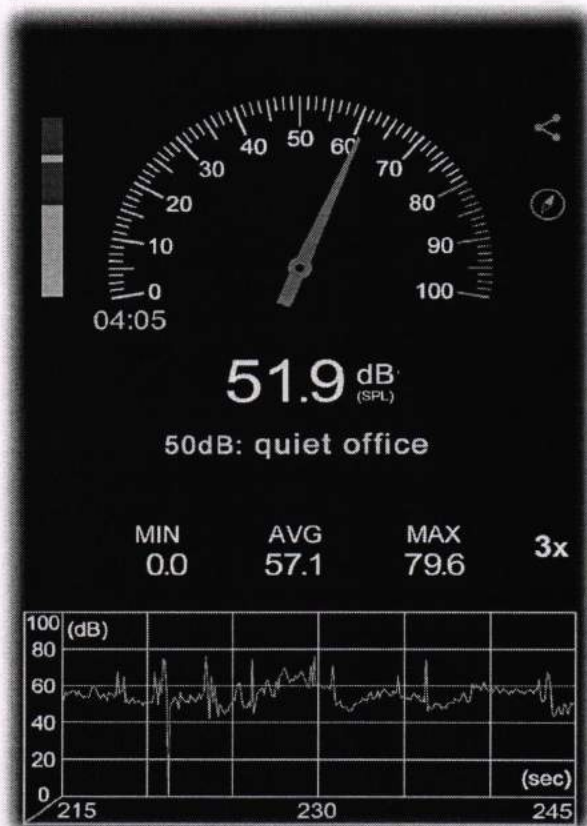 0 10 20 30 40 50 60 70 80 90 100
04:05
51.9 dB
(SPL)
50dB: quiet office
MIN AVG MAX
0.0 57.1 79.6 3x
100 (dB)
80
60
40
20
0 (sec)
215 230 245